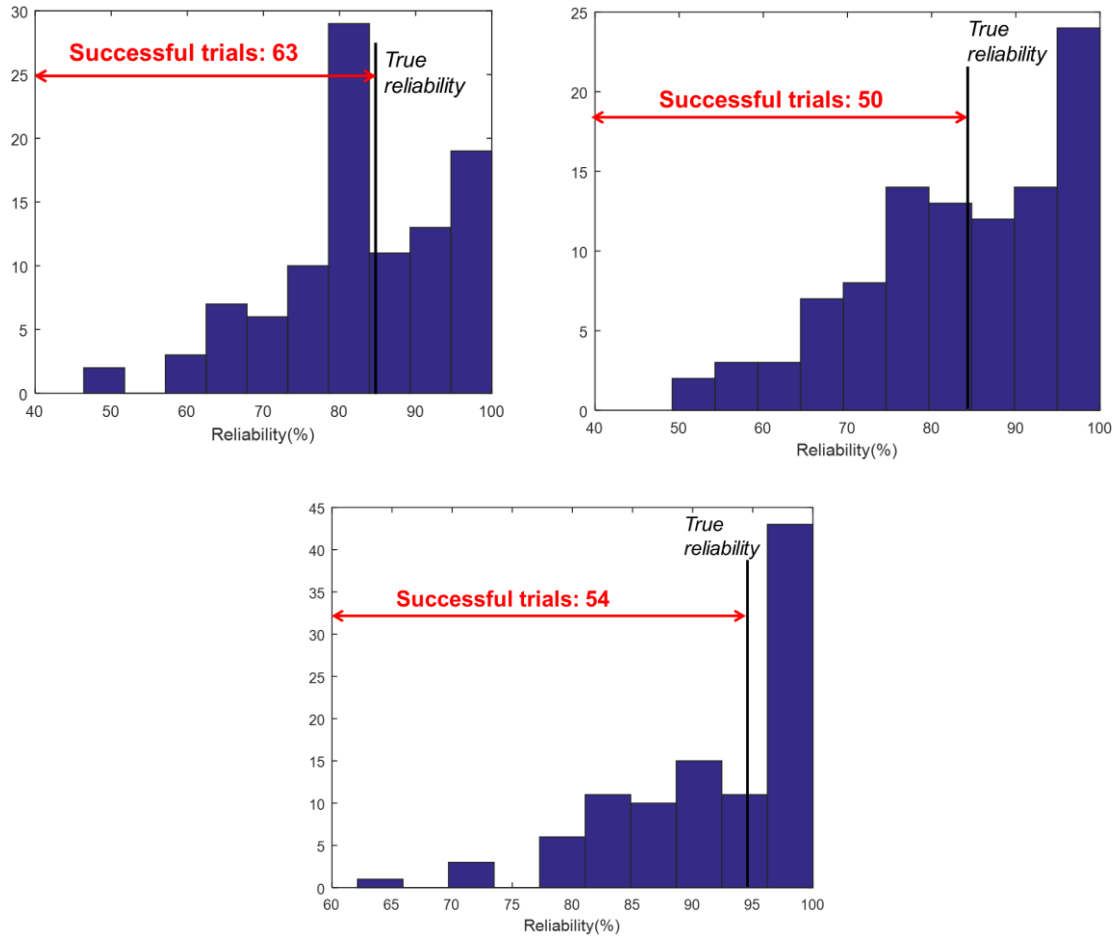 30
25
20
15
10
5
0
Successful trials: 63
True
reliability
40 50 60 70 80 90 100
Reliability(%)
25
20
15
10
5
0
True
reliability
Successful trials: 50
40 50 60 70 80 90 100
Reliability(%)
45
40
35
30
25
20
15
10
5
0
True
reliability
Successful trials: 54
60 65 70 75 80 85 90 95 100
Reliability(%)